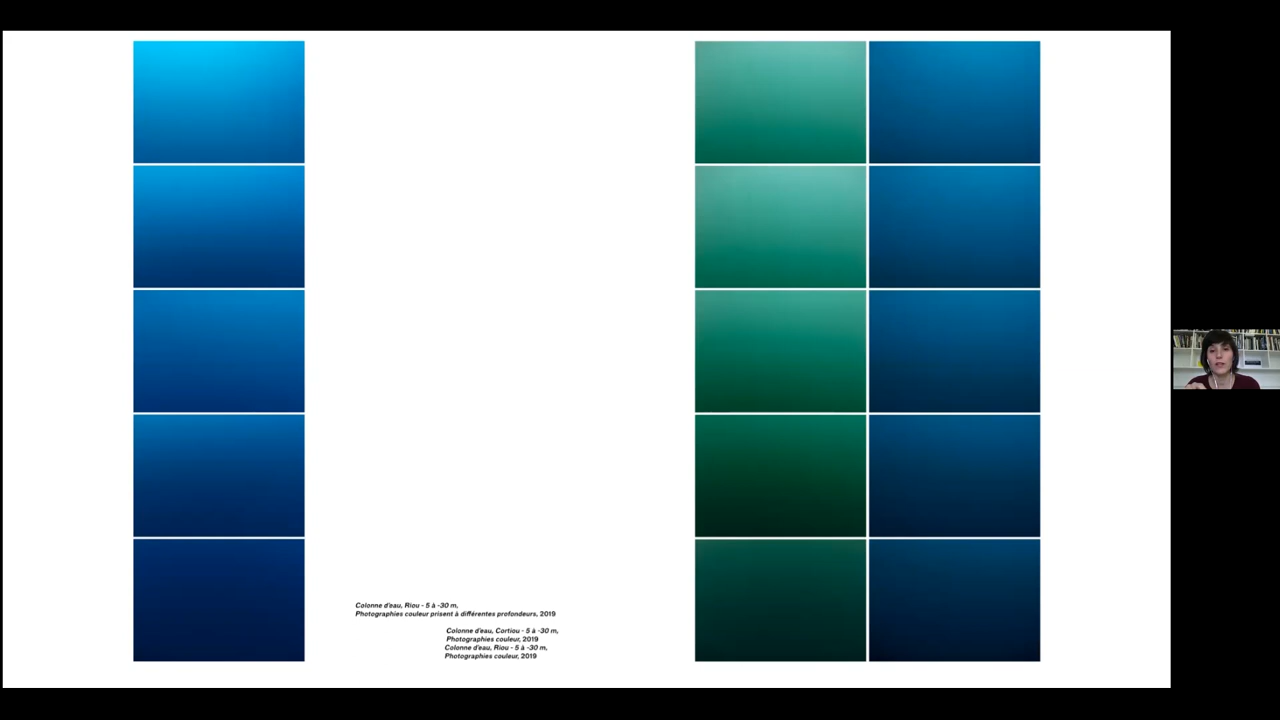 Colonne d'eau, Riou - 5 à -30 m,
Photographies couleur prisent à différentes profondeurs, 2019
Colonne d'eau, Cortiou - 5 à -30 m,
Photographies couleur, 2019
Colonne d'eau, Riou - 5 à -30 m,
Photographies couleur, 2019